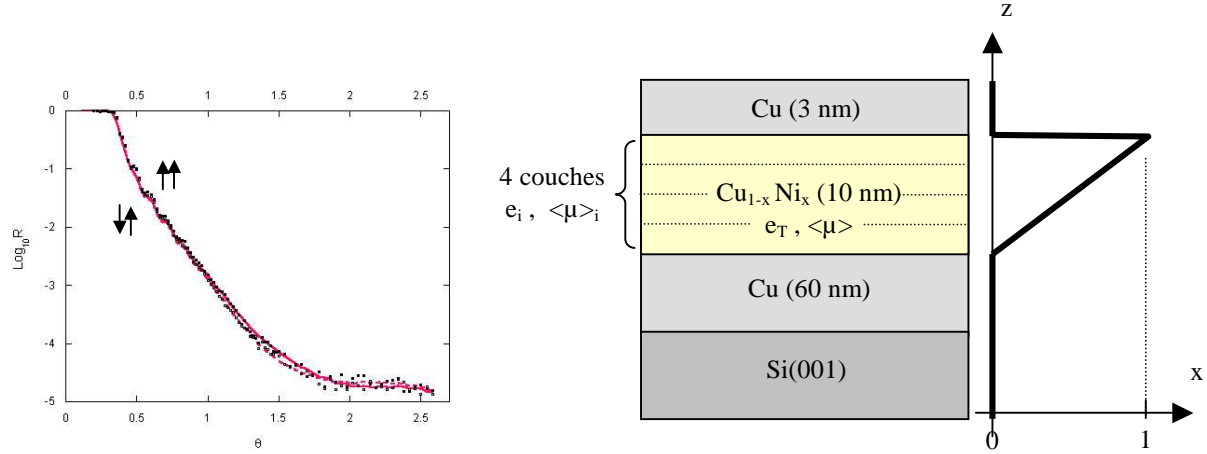 0 0.5 1 1.5 2 2.5
0
-1
-2
-3
-4
-5
Log₁₀R
0 0.5 1 1.5 2 2.5
θ
4 couches
eᵢ , <µ>ᵢ
Cu (3 nm)
Cu₁₋ₓ Niₓ (10 nm)
e_T , <µ>
Cu (60 nm)
Si(001)
z
x
0 1